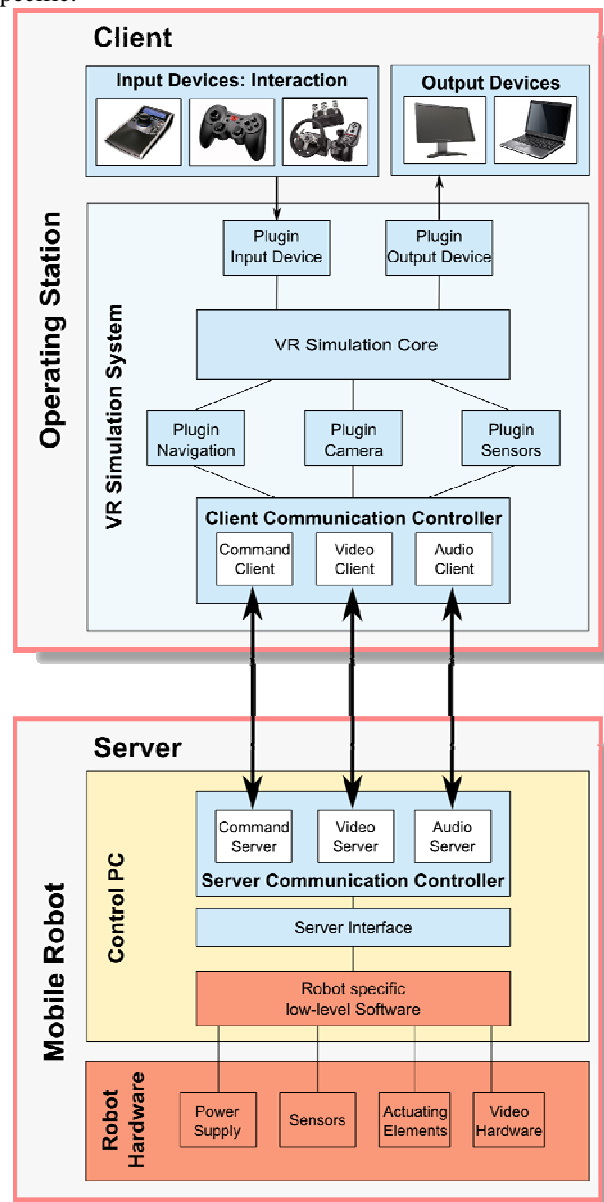 pecific.
Client
Input Devices: Interaction
Output Devices
Operating Station
VR Simulation System
Plugin
Input Device
Plugin
Output Device
VR Simulation Core
Plugin
Navigation
Plugin
Camera
Plugin
Sensors
Client Communication Controller
Command
Client
Video
Client
Audio
Client
Server
Mobile Robot
Control PC
Command
Server
Video
Server
Audio
Server
Server Communication Controller
Server Interface
Robot specific
low-level Software
Robot
Hardware
Power
Supply
Sensors
Actuating
Elements
Video
Hardware